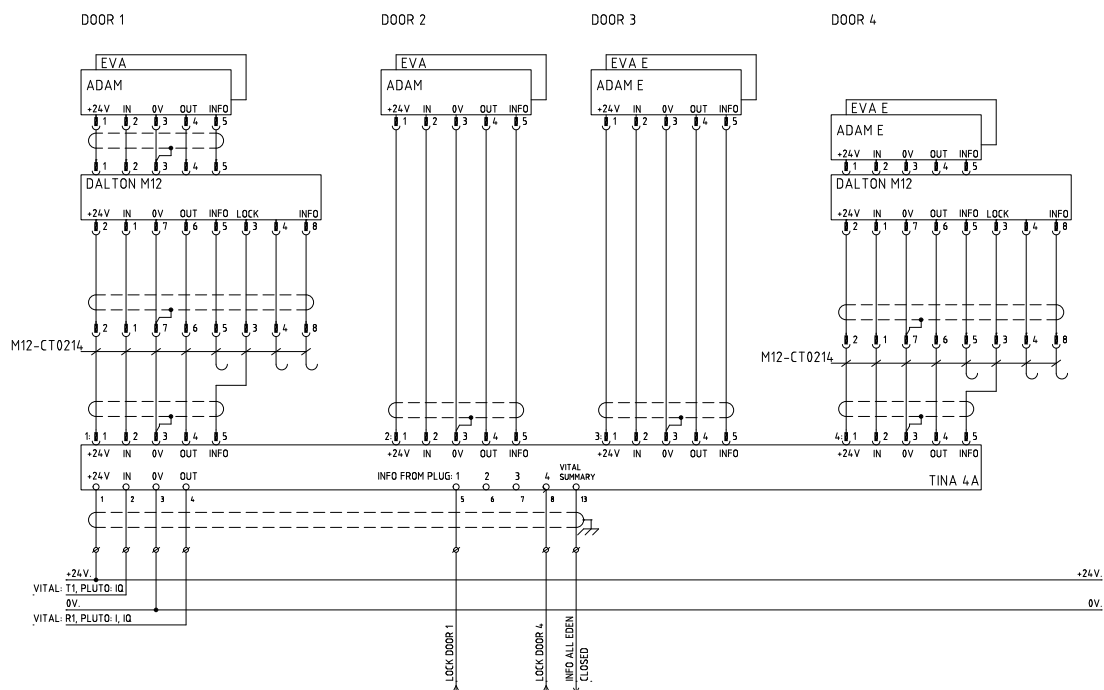 DOOR 1 DOOR 2 DOOR 3 DOOR 4
EVA EVA EVA E
ADAM ADAM ADAM E
+24V IN 0V OUT INFO +24V IN 0V OUT INFO +24V IN 0V OUT INFO
1 2 3 4 5 1 2 3 4 5 1 2 3 4 5
EVA E
ADAM E
+24V IN 0V OUT INFO
1 2 3 4 5 1 2 3 4 5
DALTON M12 DALTON M12
+24V IN 0V OUT INFO LOCK INFO +24V IN 0V OUT INFO LOCK INFO
2 1 7 6 5 3 4 8 2 1 7 6 5 3 4 8
2 1 7 6 5 3 4 8 2 1 7 6 5 3 4 8
M12-CT0214 M12-CT0214
1: 1 2 3 4 5 2: 1 2 3 4 5 3: 1 2 3 4 5 4: 1 2 3 4 5
+24V IN 0V OUT INFO +24V IN 0V OUT INFO +24V IN 0V OUT INFO +24V IN 0V OUT INFO
+24V IN 0V OUT INFO FROM PLUG: 1 2 3 4 VITAL
SUMMARY
TINA 4A
1 2 3 4 5 6 7 8 13
+24V. +24V.
VITAL: T1, PLUTO: IQ
0V. 0V.
VITAL: R1, PLUTO: I, IQ
LOCK DOOR 1
LOCK DOOR 4
INFO ALL EDEN
CLOSED